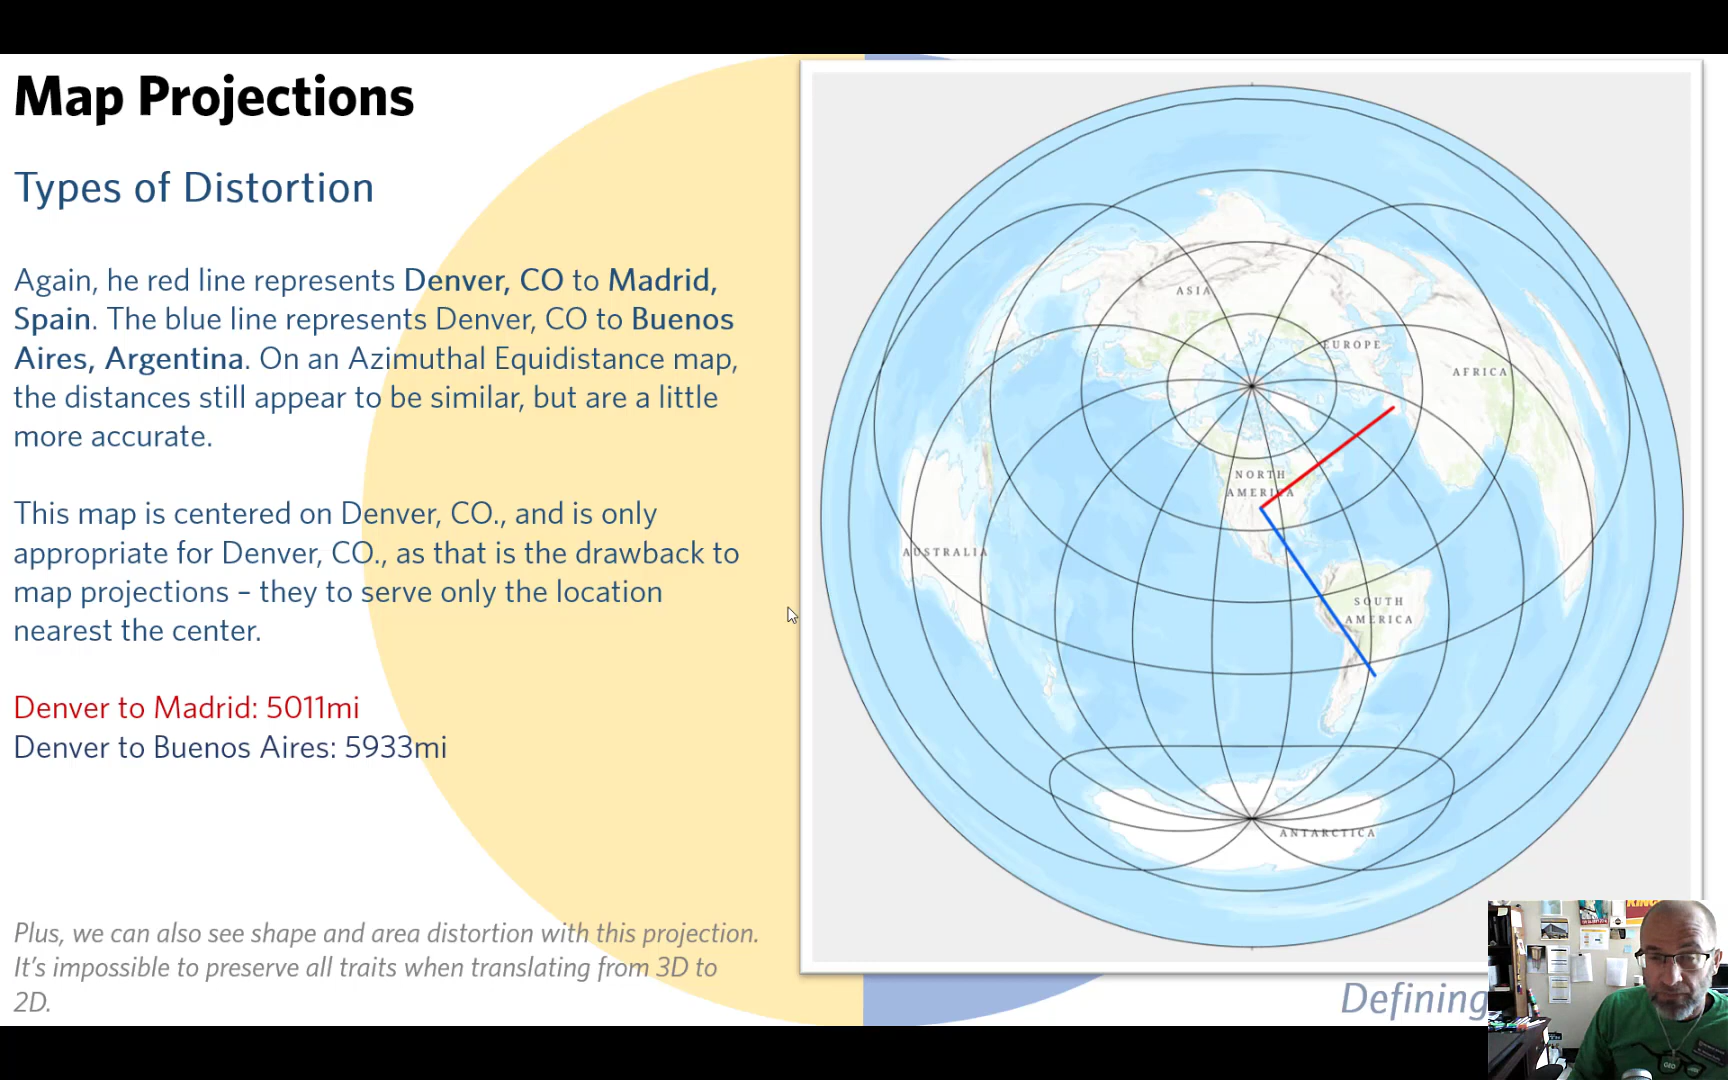 Map Projections
Types of Distortion
Again, he red line represents Denver, CO to Madrid,
Spain. The blue line represents Denver, CO to Buenos
Aires, Argentina. On an Azimuthal Equidistance map,
the distances still appear to be similar, but are a little
more accurate.
This map is centered on Denver, CO., and is only
appropriate for Denver, CO., as that is the drawback to
map projections – they to serve only the location
nearest the center.
Denver to Madrid: 5011mi
Denver to Buenos Aires: 5933mi
Plus, we can also see shape and area distortion with this projection.
It's impossible to preserve all traits when translating from 3D to
2D.
ASIA
EUROPE
AFRICA
NORTH
AMERICA
AUSTRALIA
SOUTH
AMERICA
ANTARCTICA
Defining